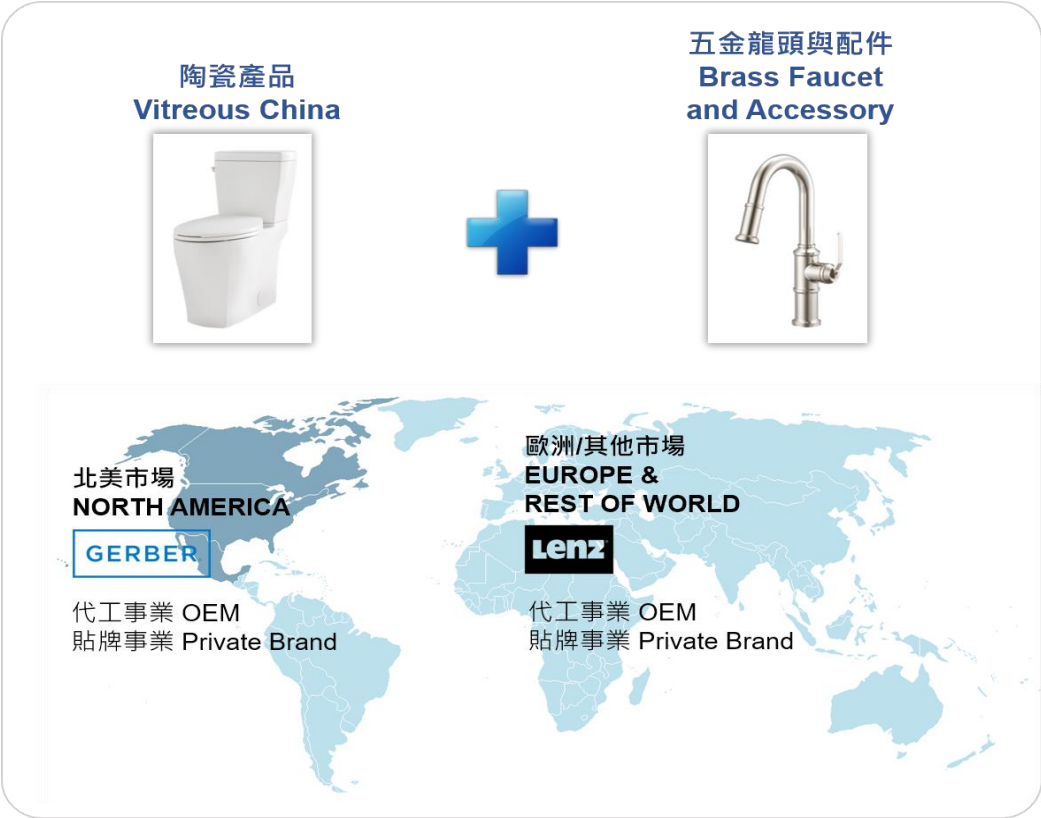 陶瓷產品
Vitreous China
五金龍頭與配件
Brass Faucet
and Accessory
北美市場
NORTH AMERICA
GERBER
代工事業 OEM
貼牌事業 Private Brand
歐洲/其他市場
EUROPE &
REST OF WORLD
Lenz
代工事業 OEM
貼牌事業 Private Brand